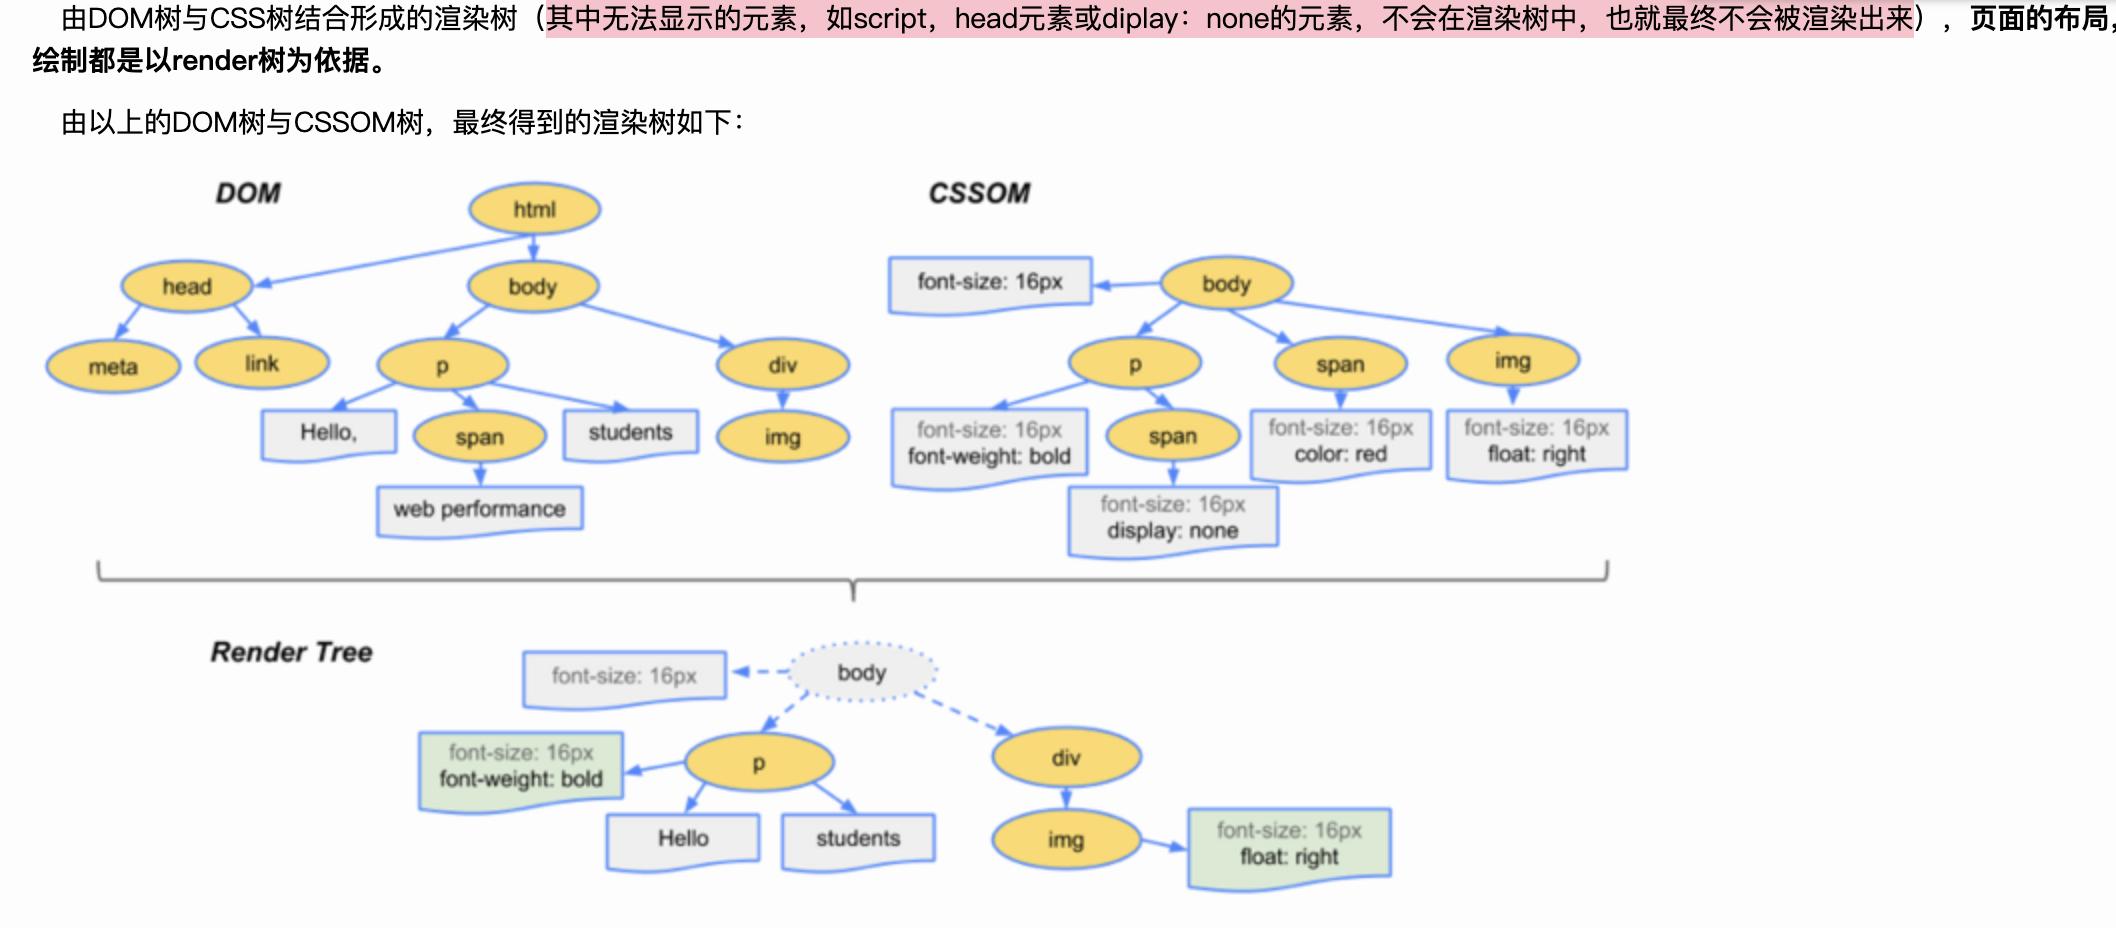 由DOM树与CSS树结合形成的渲染树（其中无法显示的元素，如script，head元素或diplay：none的元素，不会在渲染树中，也就最终不会被渲染出来），页面的布局，
绘制都是以render树为依据。
由以上的DOM树与CSSOM树，最终得到的渲染树如下：
DOM
html
head
body
meta
link
p
div
Hello,
span
students
img
web performance
CSSOM
font-size: 16px
body
p
span
img
font-size: 16px
font-weight: bold
span
font-size: 16px
color: red
font-size: 16px
float: right
font-size: 16px
display: none
Render Tree
font-size: 16px
body
font-size: 16px
font-weight: bold
p
div
Hello
students
img
font-size: 16px
float: right